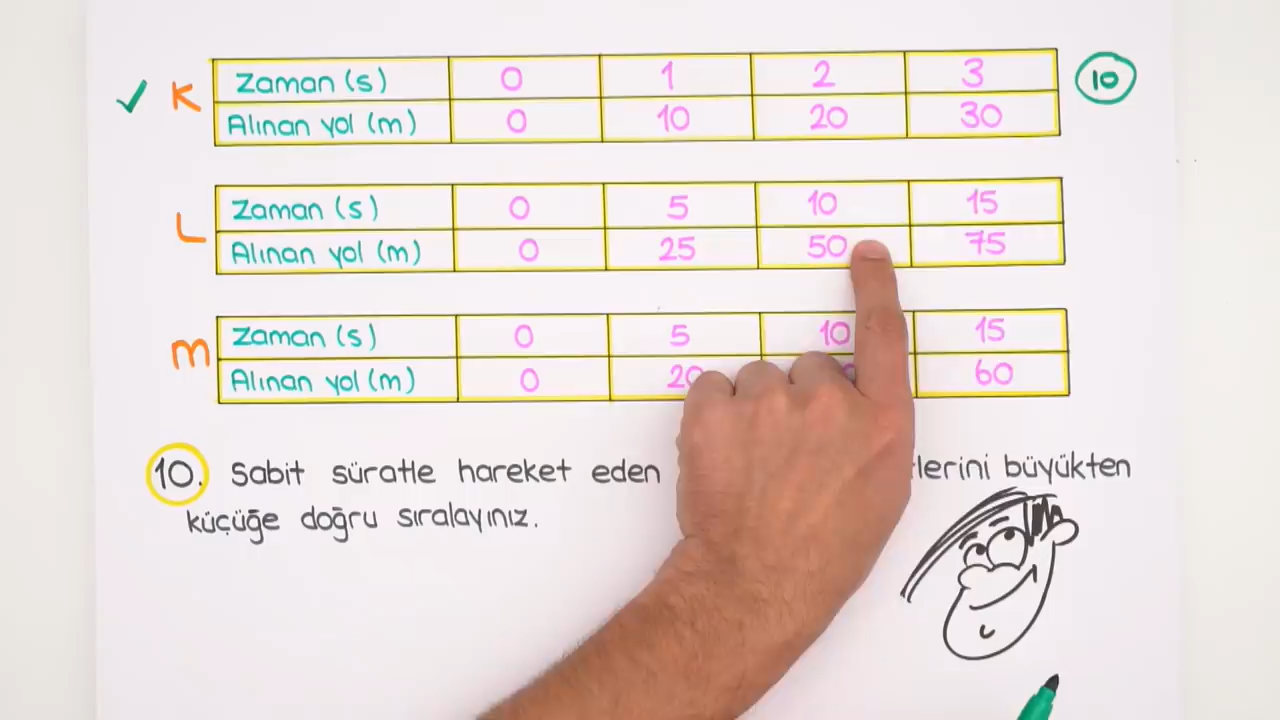 K Zaman (s) 0 1 2 3 10
Alınan yol (m) 0 10 20 30
L Zaman (s) 0 5 10 15
Alınan yol (m) 0 25 50 75
M Zaman (s) 0 5 10 15
Alınan yol (m) 0 20 60
10. Sabit süratle hareket eden büyükten
küçüğe doğru sıralayınız.